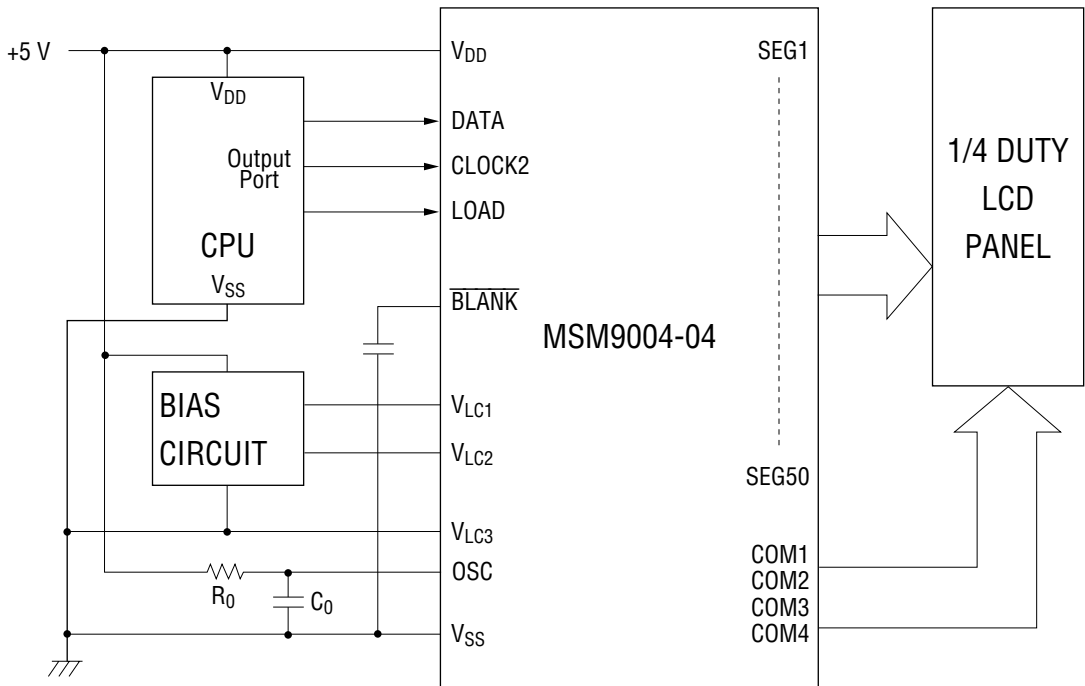 +5 V
VDD
Output
Port
CPU
VSS
BIAS
CIRCUIT
R0
C0
VDD
DATA
CLOCK2
LOAD
BLANK
VLC1
VLC2
VLC3
OSC
VSS
MSM9004-04
SEG1
SEG50
COM1
COM2
COM3
COM4
1/4 DUTY
LCD
PANEL